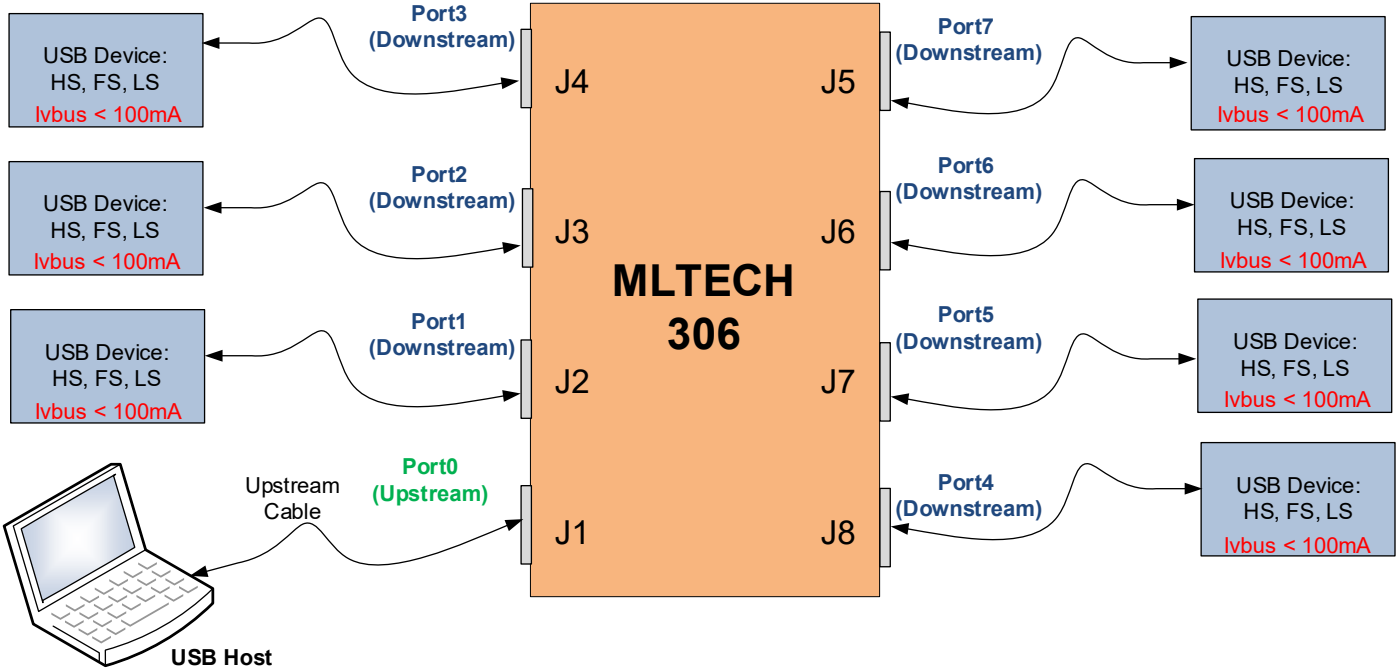 Port3
(Downstream)
USB Device:
HS, FS, LS
Ivbus < 100mA
J4
J5
Port7
(Downstream)
USB Device:
HS, FS, LS
Ivbus < 100mA
Port2
(Downstream)
USB Device:
HS, FS, LS
Ivbus < 100mA
J3
J6
Port6
(Downstream)
USB Device:
HS, FS, LS
Ivbus < 100mA
MLTECH
306
Port1
(Downstream)
USB Device:
HS, FS, LS
Ivbus < 100mA
J2
J7
Port5
(Downstream)
USB Device:
HS, FS, LS
Ivbus < 100mA
Port0
(Upstream)
Upstream
Cable
J1
J8
Port4
(Downstream)
USB Device:
HS, FS, LS
Ivbus < 100mA
USB Host